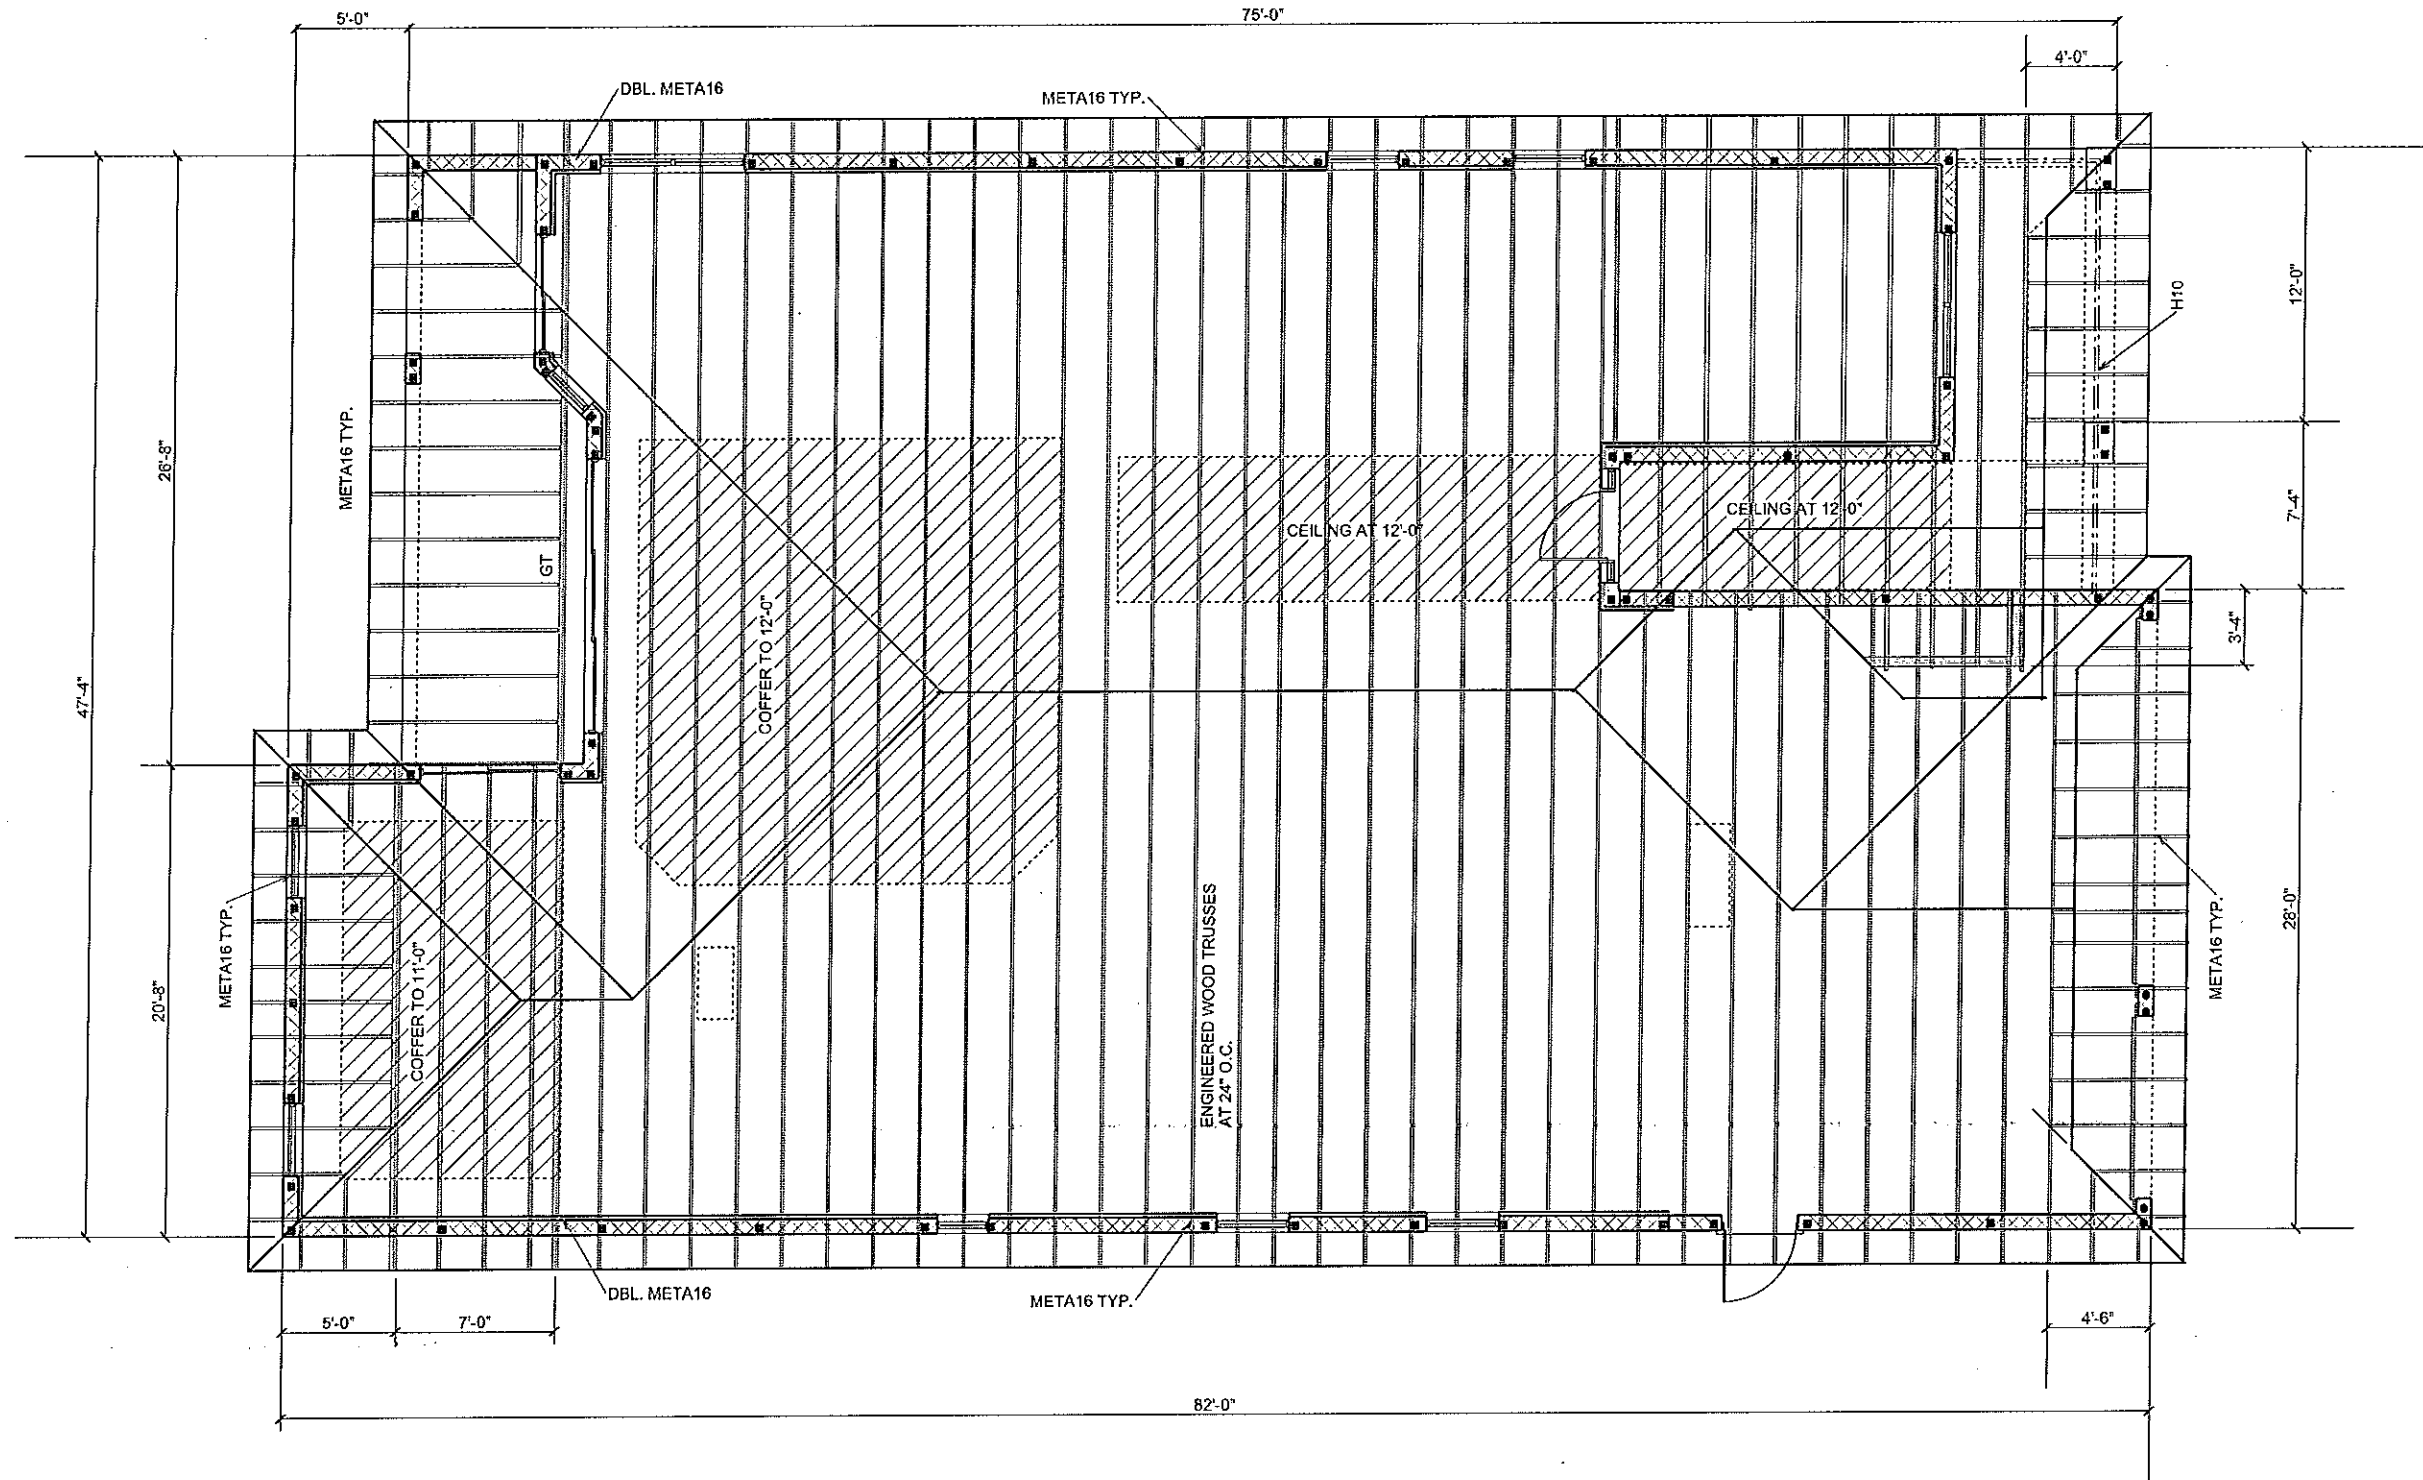 5'-0"
75'-0"
4'-0"
DBL. META16
META16 TYP.
META16 TYP.
26'-8"
47'-4"
GT
COFFER TO 12'-0"
CEILING AT 12'-0"
CEILING AT 12'-0"
H10
12'-0"
7'-4"
3'-4"
28'-0"
META16 TYP.
20'-8"
COFFER TO 11'-0"
ENGINEERED WOOD TRUSSES
AT 24" O.C.
META16 TYP.
DBL. META16
META16 TYP.
5'-0"
7'-0"
4'-6"
82'-0"